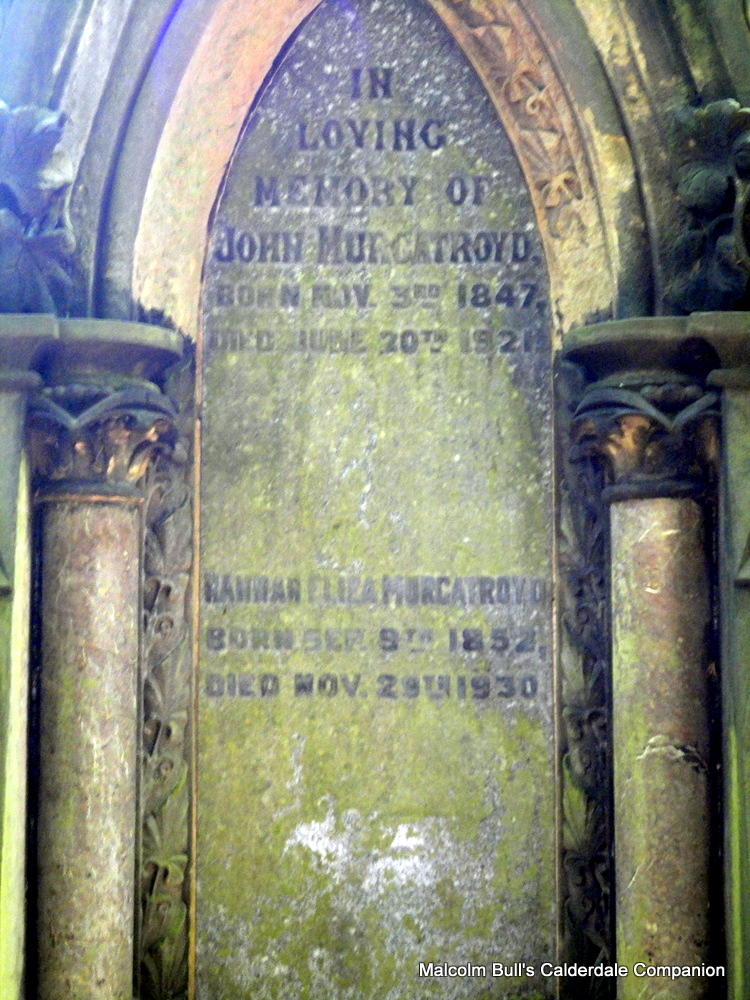 IN
LOVING
MEMORY OF
JOHN MURGATROYD,
BORN NOV. 3RD 1847,
DIED JUNE 20TH 1921.
HANNAH ELIZA MURGATROYD
BORN SEP. 9TH 1852,
DIED NOV. 29TH 1930.
Malcolm Bull's Calderdale Companion